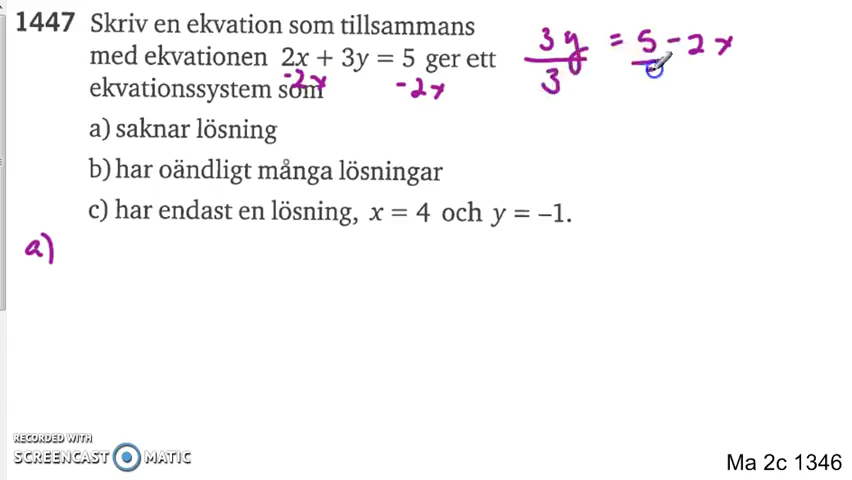 1447 Skriv en ekvation som tillsammans
med ekvationen 2x + 3y = 5 ger ett
ekvationssystem som
a) saknar lösning
b) har oändligt många lösningar
c) har endast en lösning, x = 4 och y = –1.
3y = 5 - 2x
3
-2x -2x
a)
RECORDED WITH
SCREENCAST MATIC
Ma 2c 1346